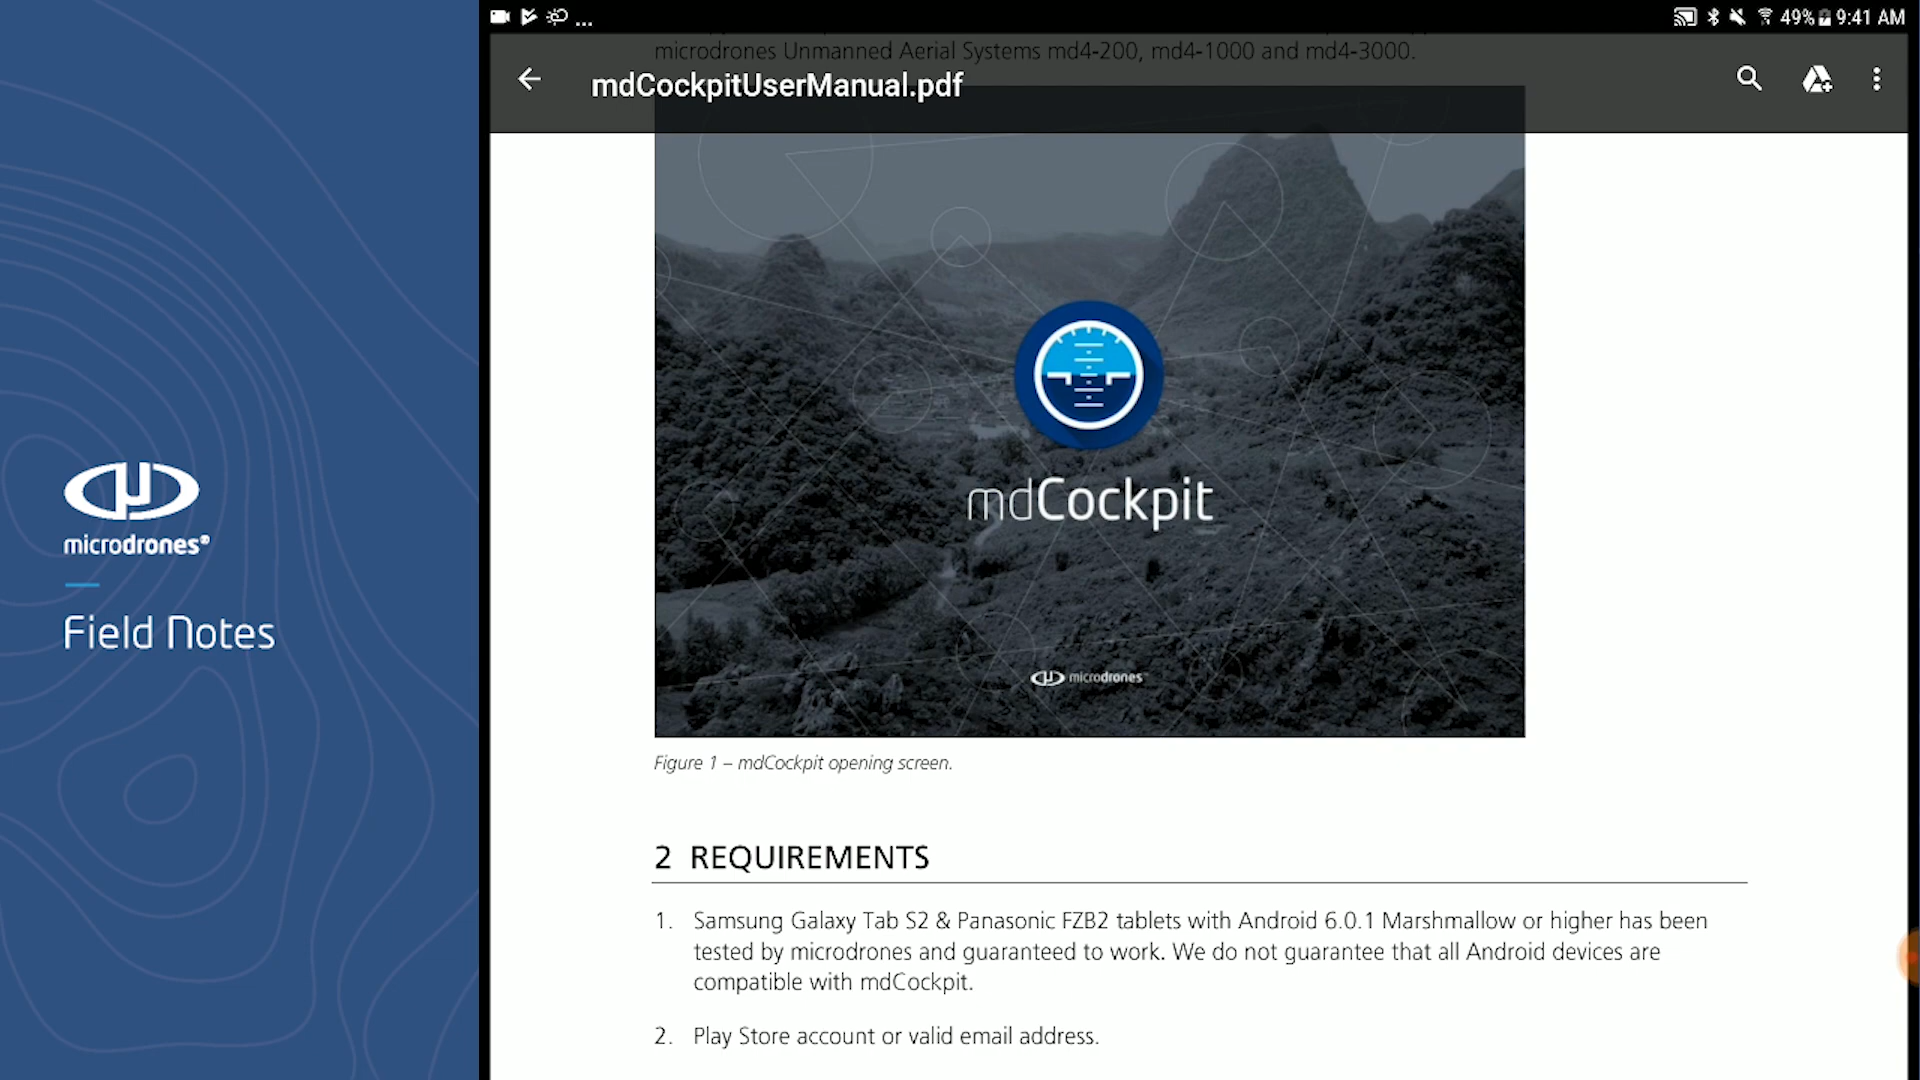 49% 9:41 AM
microdrones Unmanned Aerial Systems md4-200, md4-1000 and md4-3000.
mdCockpitUserManual.pdf
mdCockpit
microdrones
Figure 1 – mdCockpit opening screen.
2 REQUIREMENTS
1. Samsung Galaxy Tab S2 & Panasonic FZB2 tablets with Android 6.0.1 Marshmallow or higher has been
tested by microdrones and guaranteed to work. We do not guarantee that all Android devices are
compatible with mdCockpit.
2. Play Store account or valid email address.
microdrones®
Field Notes